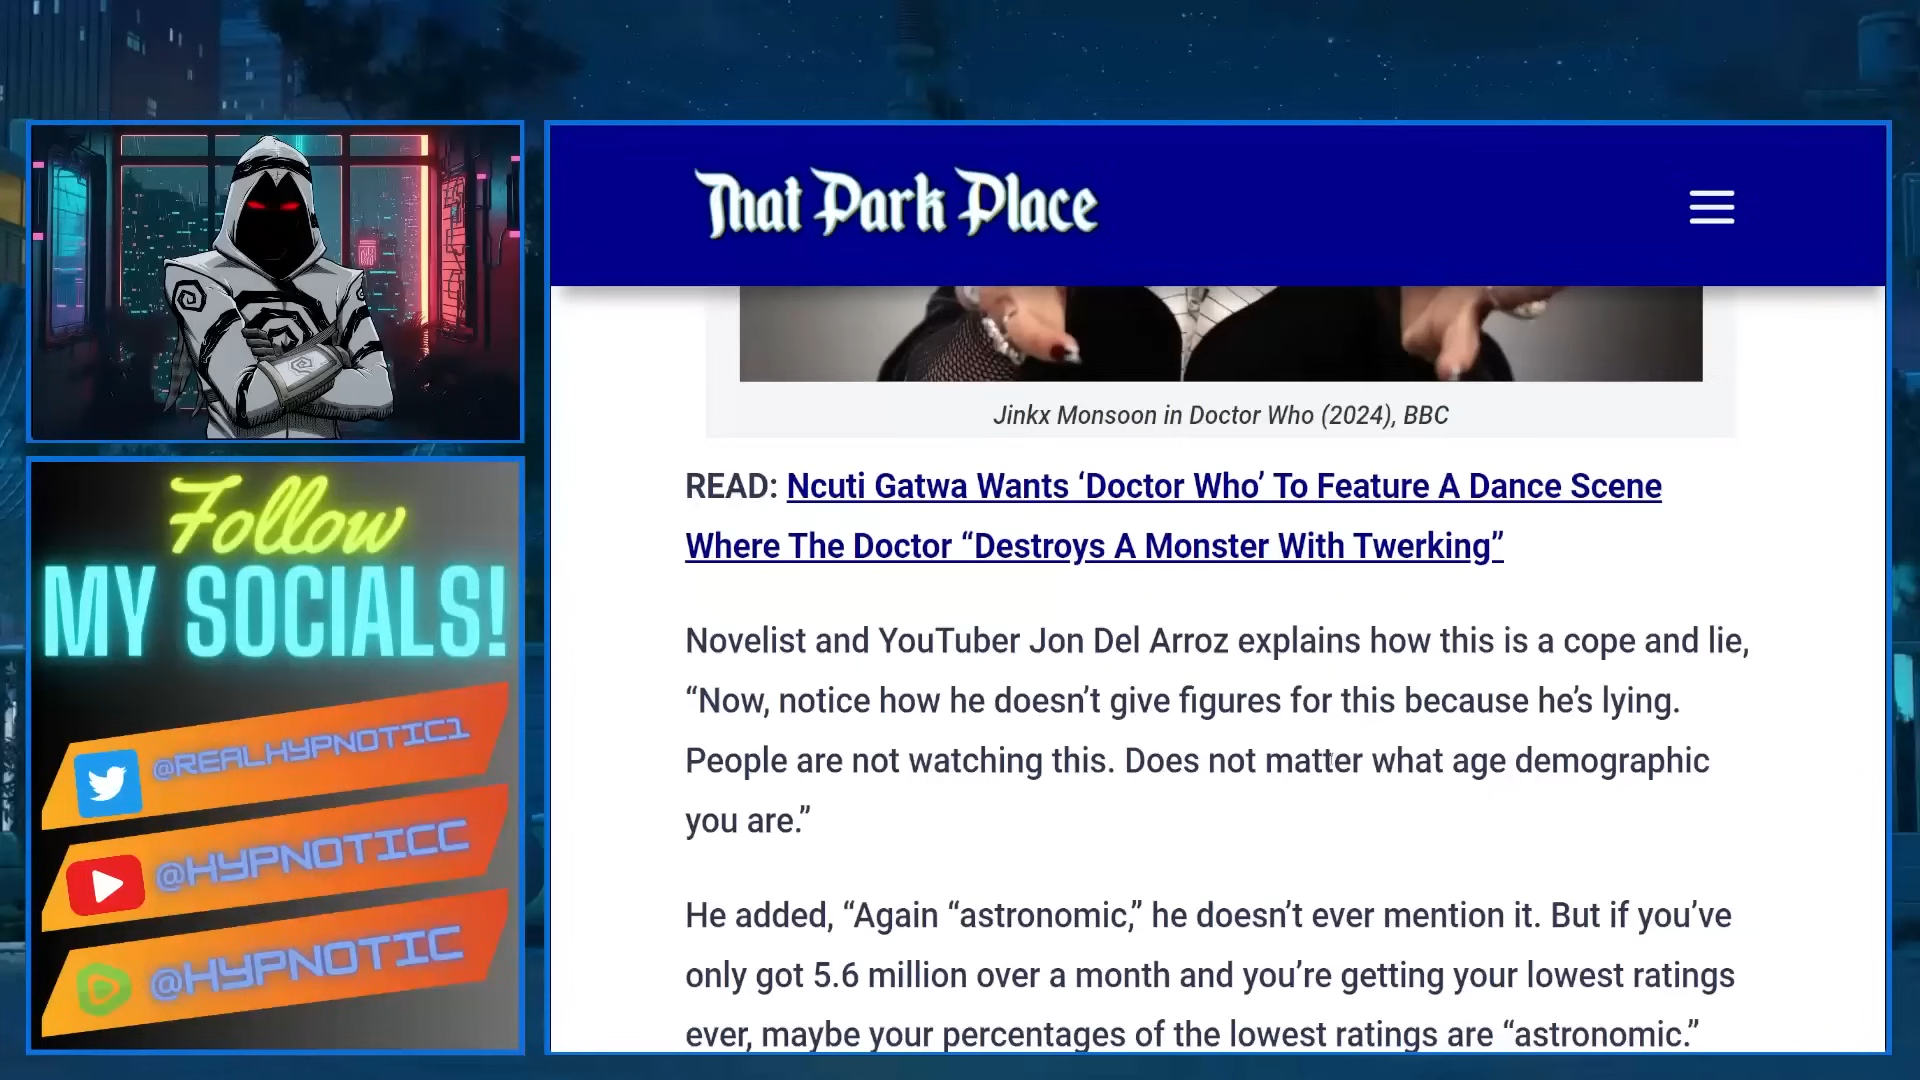 That Park Place
Jinkx Monsoon in Doctor Who (2024), BBC
READ: Ncuti Gatwa Wants ‘Doctor Who’ To Feature A Dance Scene
Where The Doctor “Destroys A Monster With Twerking”
Novelist and YouTuber Jon Del Arroz explains how this is a cope and lie,
“Now, notice how he doesn’t give figures for this because he’s lying.
People are not watching this. Does not matter what age demographic
you are.”
He added, “Again “astronomic,” he doesn’t ever mention it. But if you’ve
only got 5.6 million over a month and you’re getting your lowest ratings
ever, maybe your percentages of the lowest ratings are “astronomic.”
Follow
MY SOCIALS!
@REALHYPNOTIC1
@HYPNOTICC
@HYPNOTIC